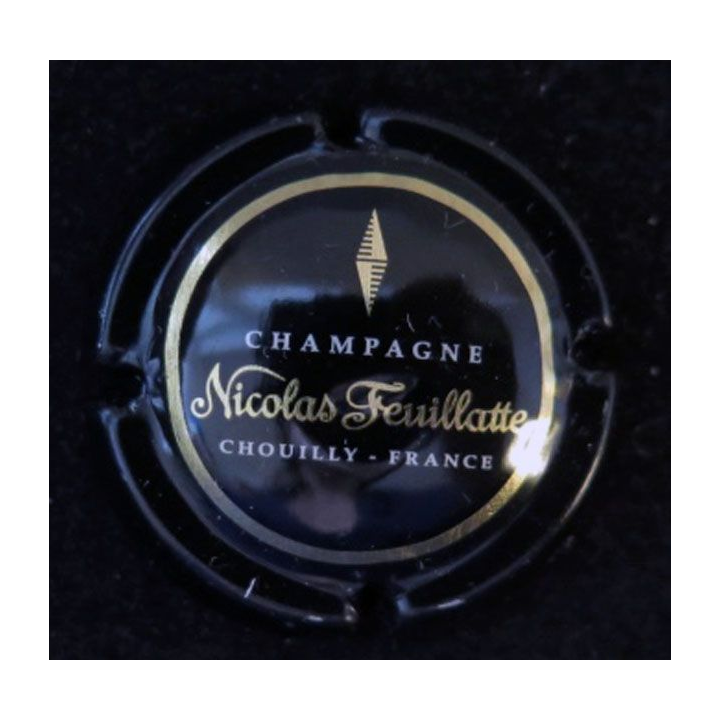 CHAMPAGNE
Nicolas Feuillatte
CHOUILLY - FRANCE